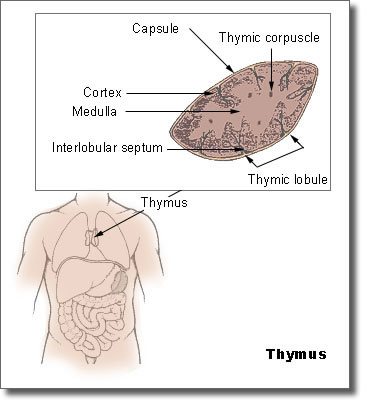 Capsule
Thymic corpuscle
Cortex
Medulla
Interlobular septum
Thymic lobule
Thymus
Thymus